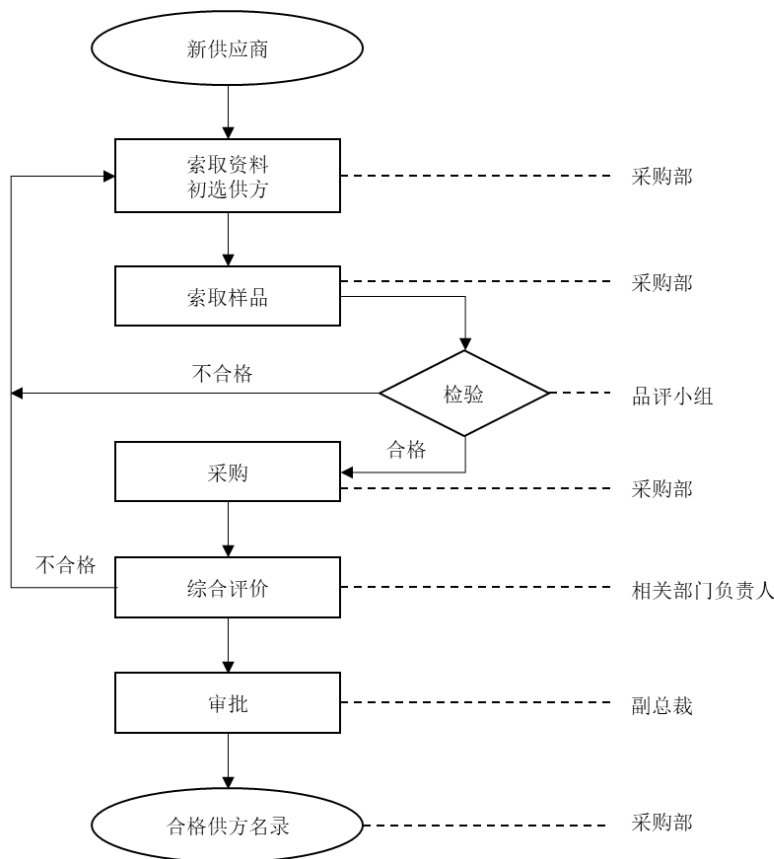 新供应商
索取资料
初选供方
采购部
索取样品
采购部
不合格
检验
品评小组
合格
采购
采购部
不合格
综合评价
相关部门负责人
审批
副总裁
合格供方名录
采购部